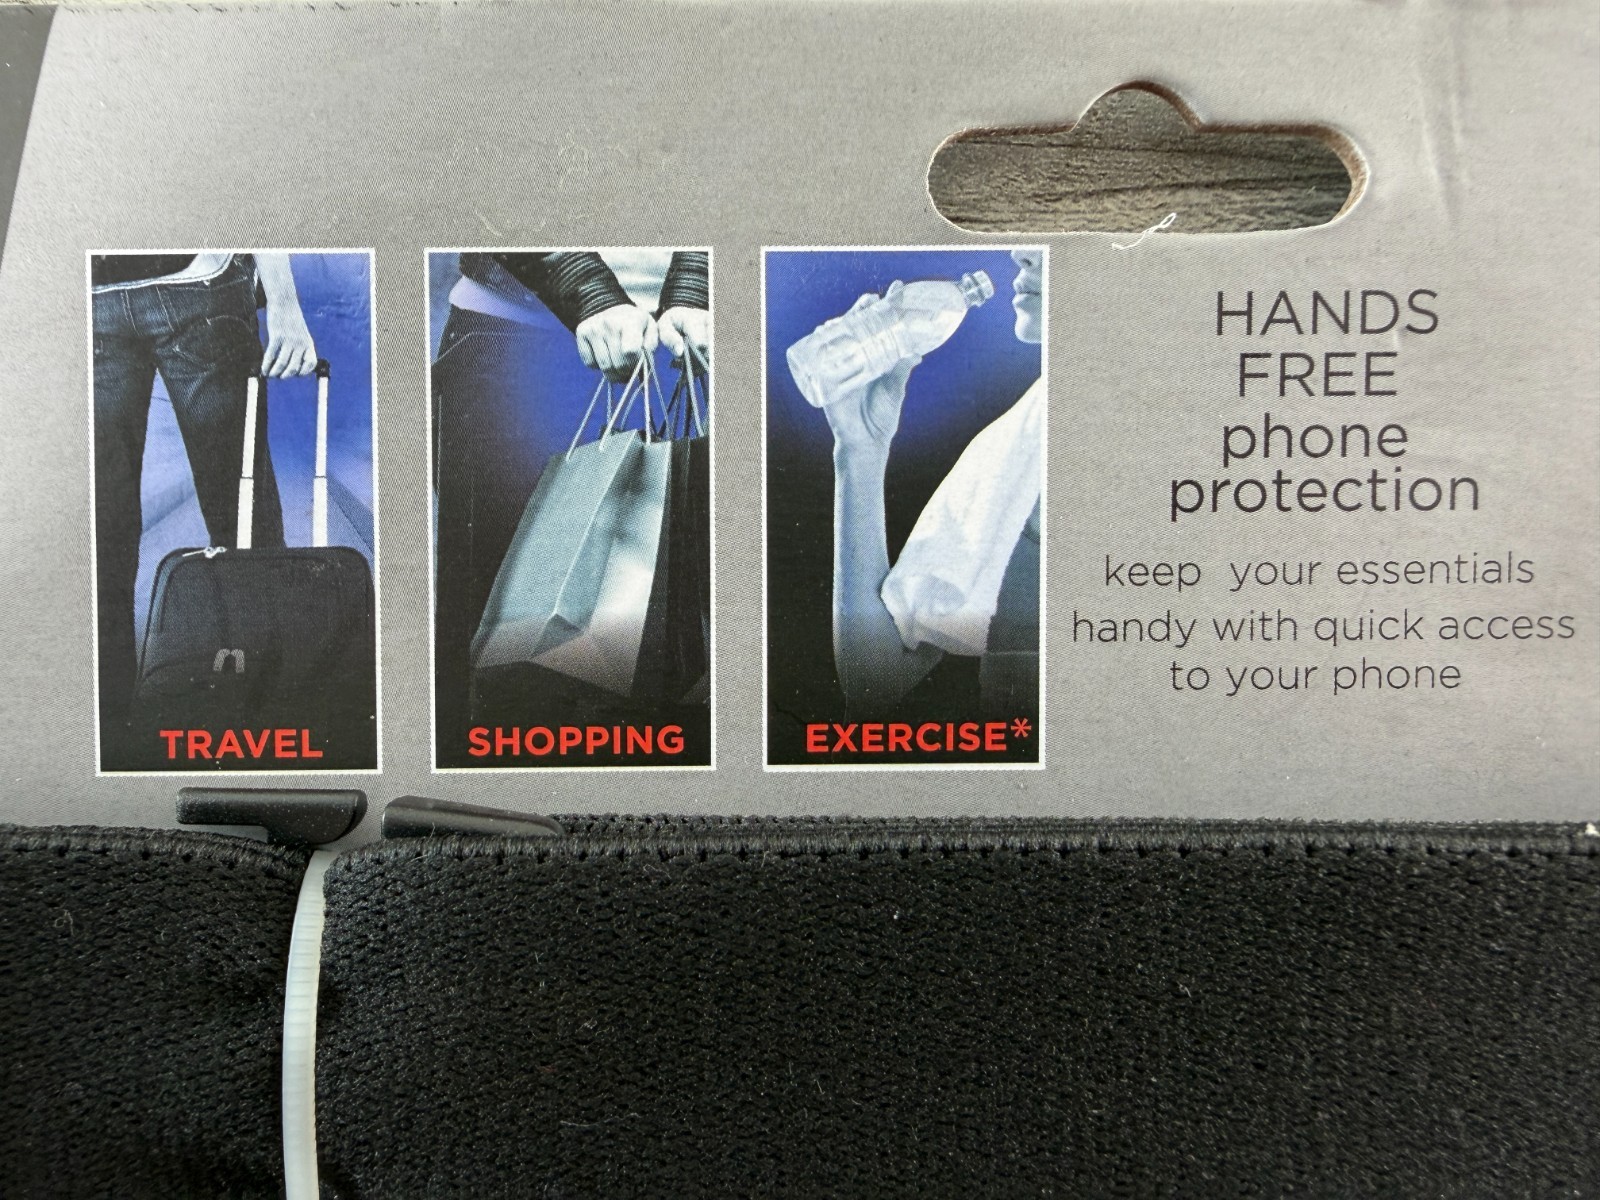 TRAVEL
SHOPPING
EXERCISE*
HANDS
FREE
phone
protection
keep your essentials
handy with quick access
to your phone